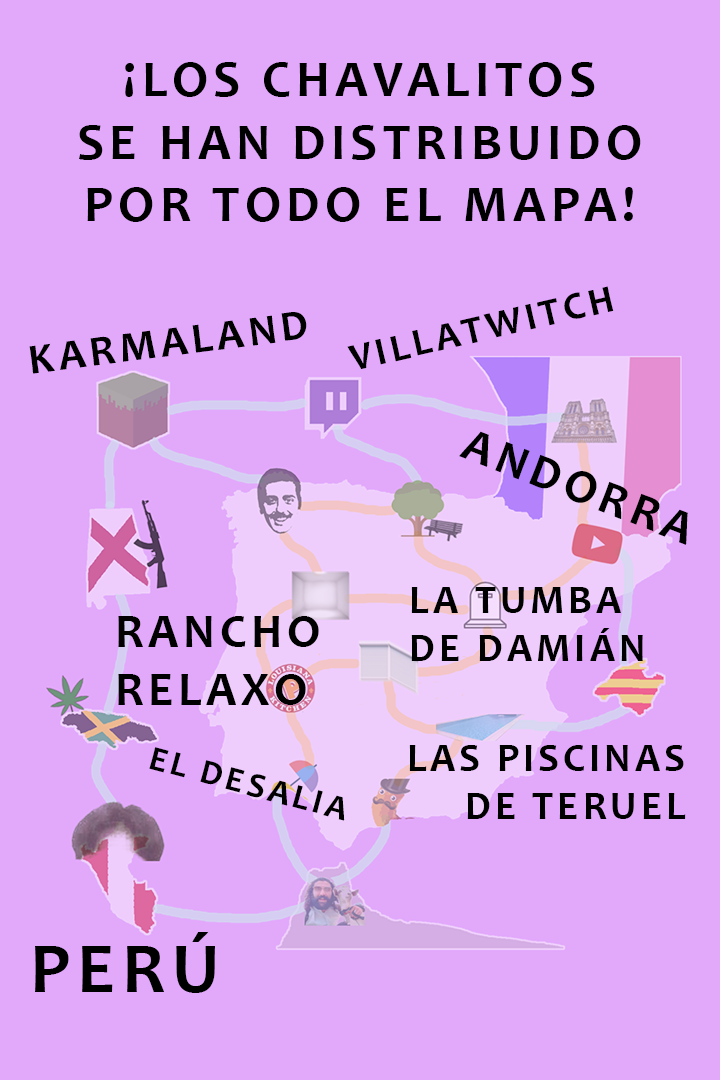 ¡LOS CHAVALITOS
SE HAN DISTRIBUIDO
POR TODO EL MAPA!
KARMALAND
VILLATWITCH
ANDORRA
LA TUMBA
DE DAMIÁN
RANCHO
RELAXO
LOUISIANA
KITCHEN
EL DESALIA
LAS PISCINAS
DE TERUEL
PERÚ